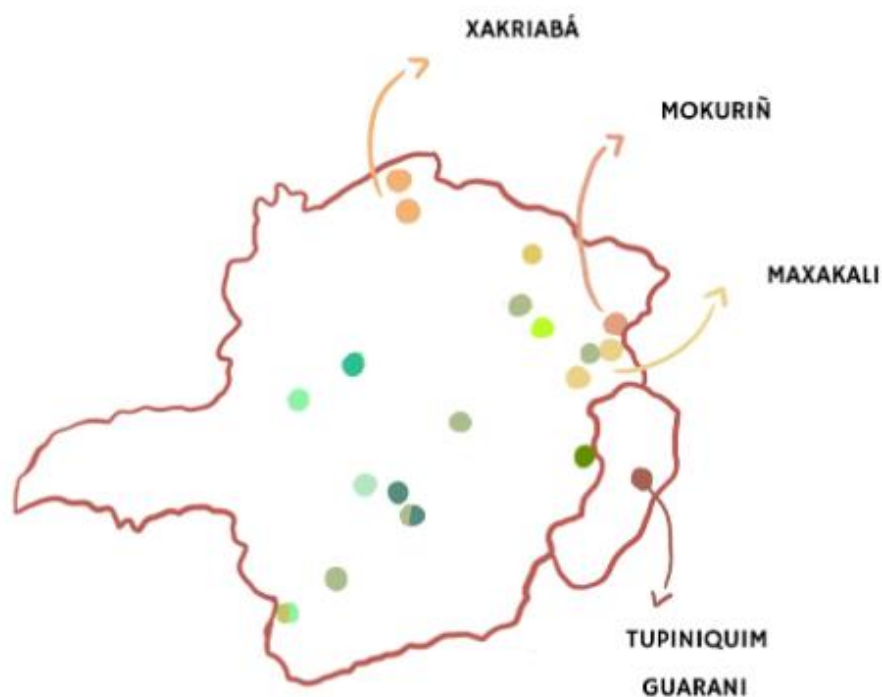 XAKRIABÁ
MOKURIÑ
MAXAKALI
TUPINIQUIM
GUARANI